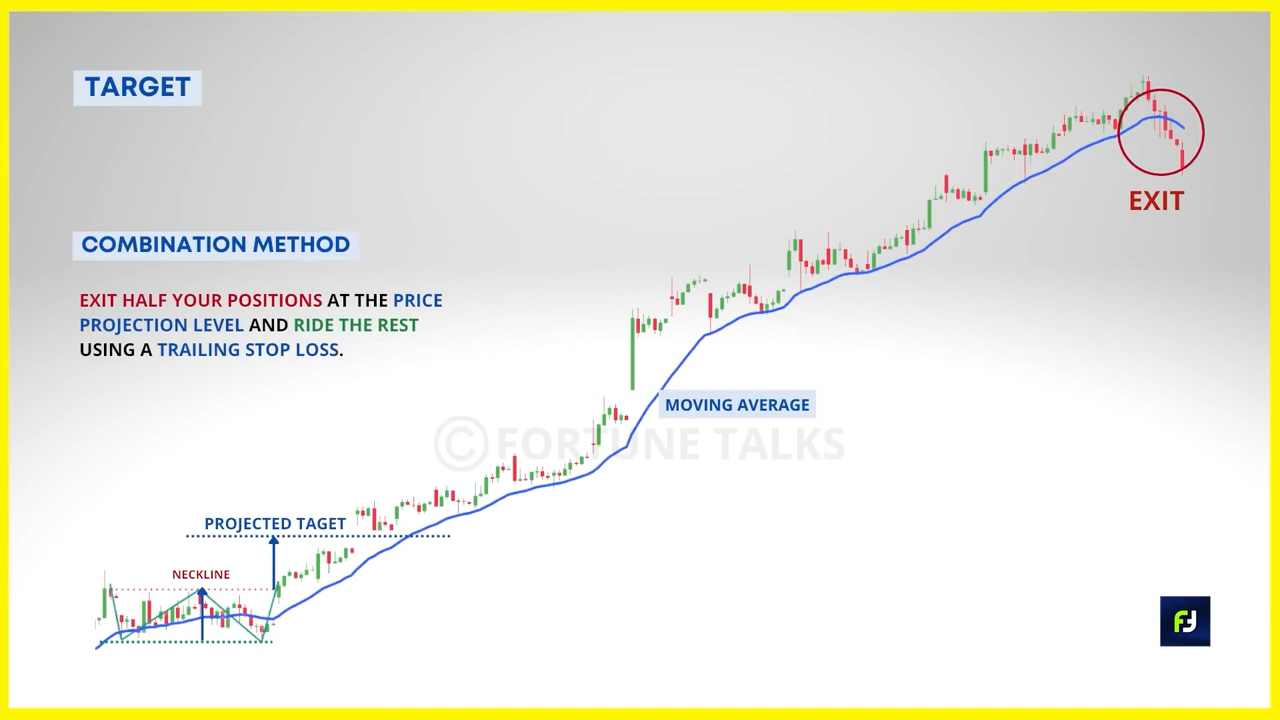 TARGET
COMBINATION METHOD
EXIT HALF YOUR POSITIONS AT THE PRICE
PROJECTION LEVEL AND RIDE THE REST
USING A TRAILING STOP LOSS.
EXIT
MOVING AVERAGE
© FORTUNE TALKS
PROJECTED TAGET
NECKLINE